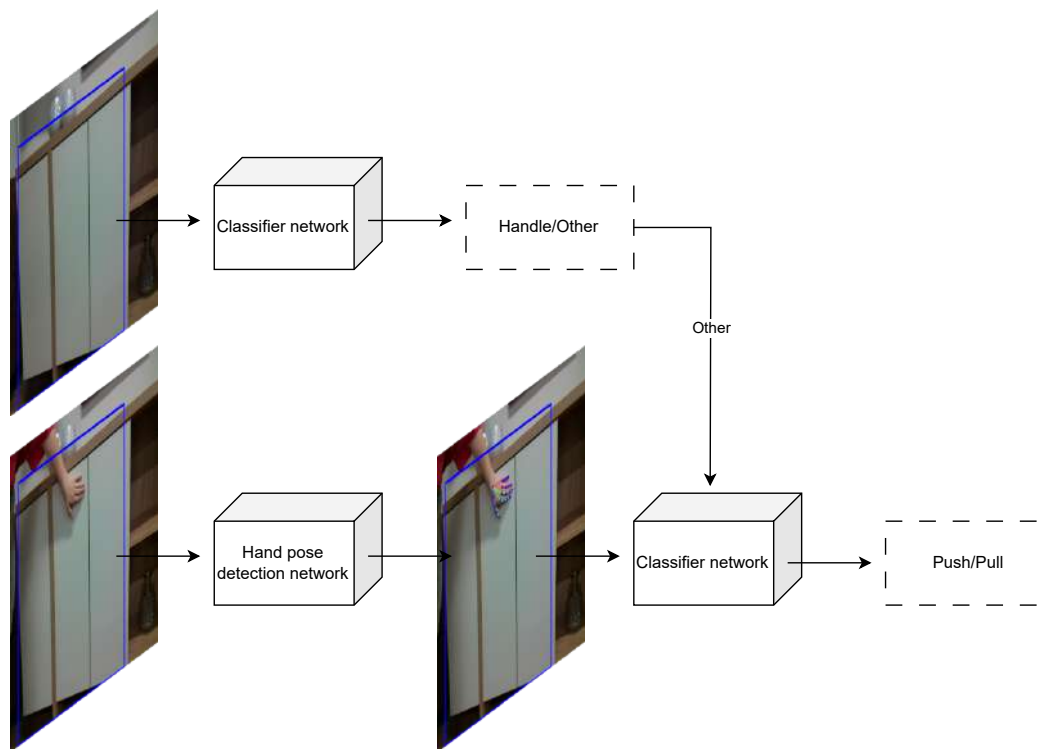 Classifier network
Handle/Other
Other
Hand pose
detection network
Classifier network
Push/Pull